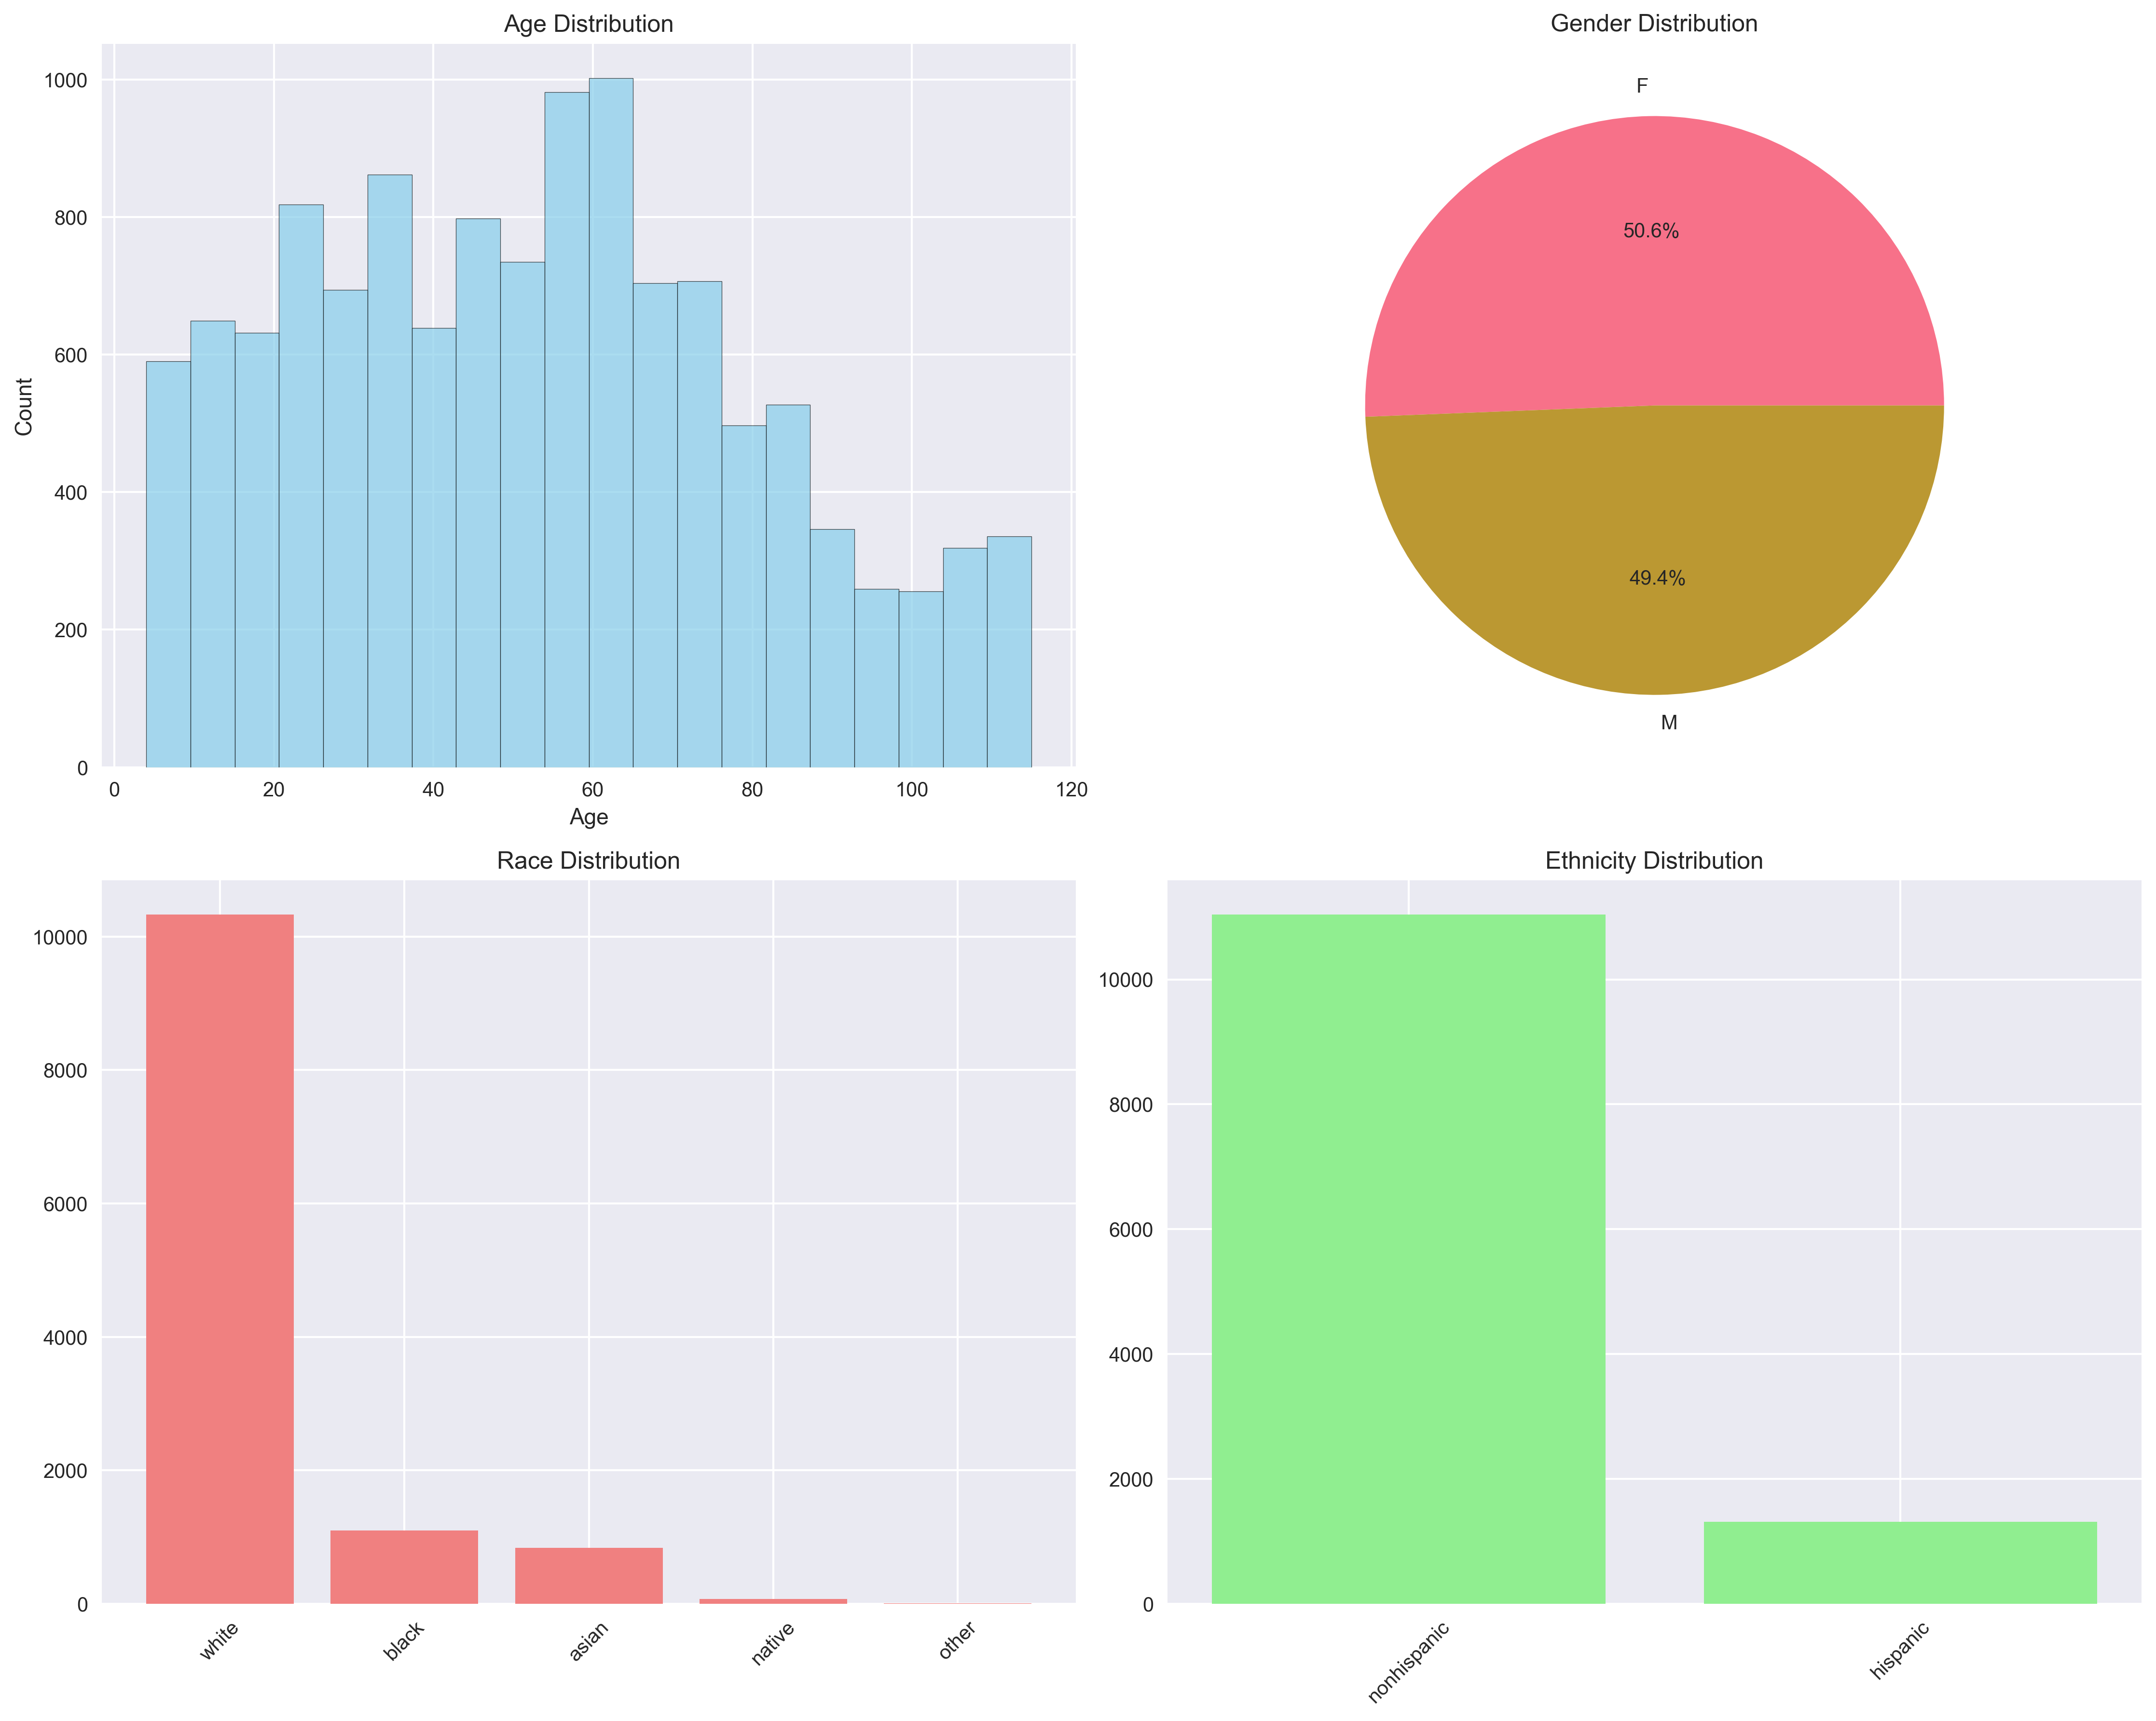 Age Distribution
1000
800
600
400
200
0
Count
0 20 40 60 80 100 120
Age
Gender Distribution
F
50.6%
49.4%
M
Race Distribution
10000
8000
6000
4000
2000
0
white black asian native other
Ethnicity Distribution
10000
8000
6000
4000
2000
0
nonhispanic hispanic